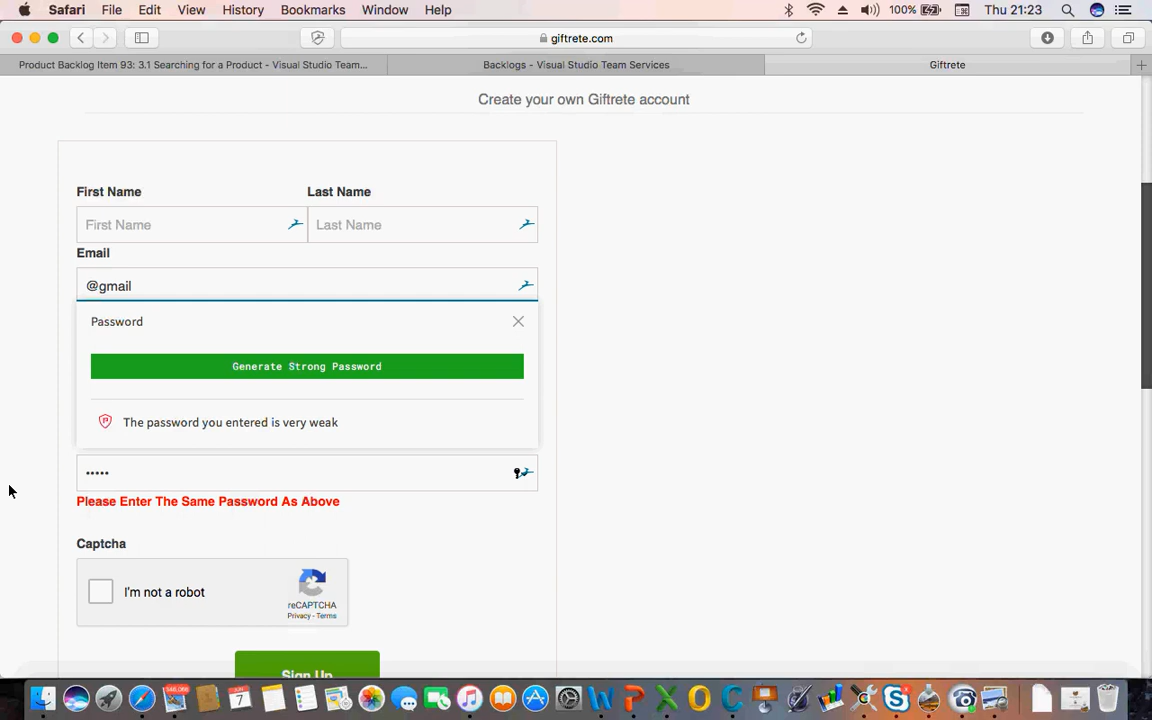 Safari File Edit View History Bookmarks Window Help 100% Thu 21:23
giftrete.com
Product Backlog Item 93: 3.1 Searching for a Product - Visual Studio Team... Backlogs - Visual Studio Team Services Giftrete
Create your own Giftrete account
First Name Last Name
First Name Last Name
Email
@gmail
Password
Generate Strong Password
The password you entered is very weak
•••••
Please Enter The Same Password As Above
Captcha
I'm not a robot
reCAPTCHA
Privacy - Terms
Sign Up